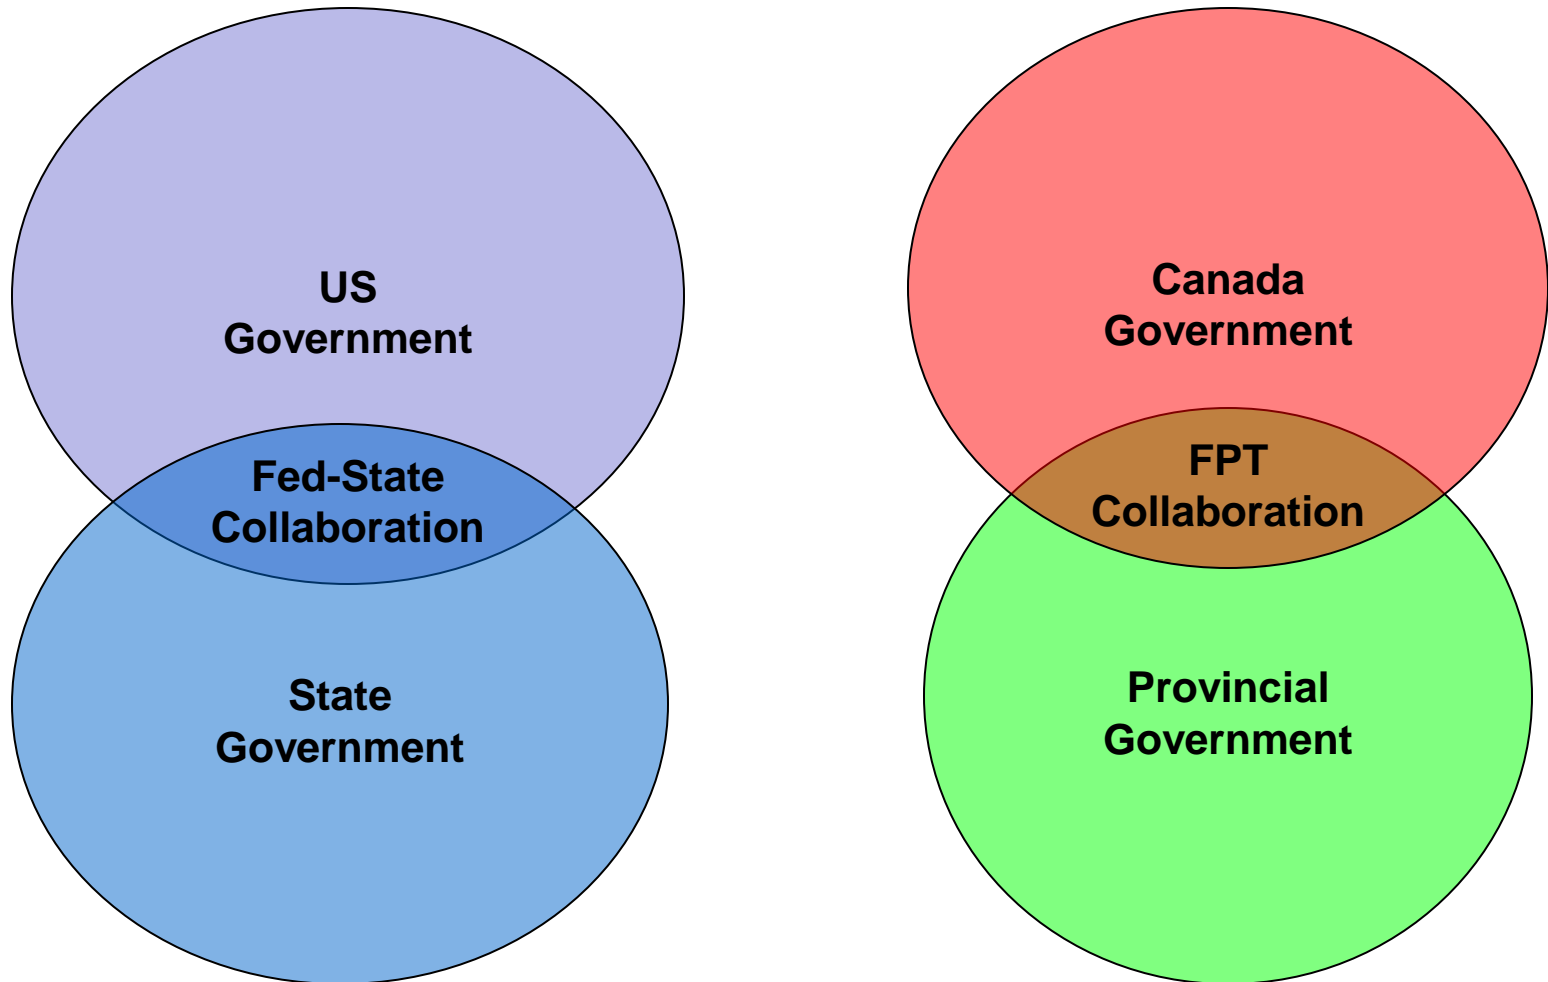 US
Government
Fed-State
Collaboration
State
Government
Canada
Government
FPT
Collaboration
Provincial
Government